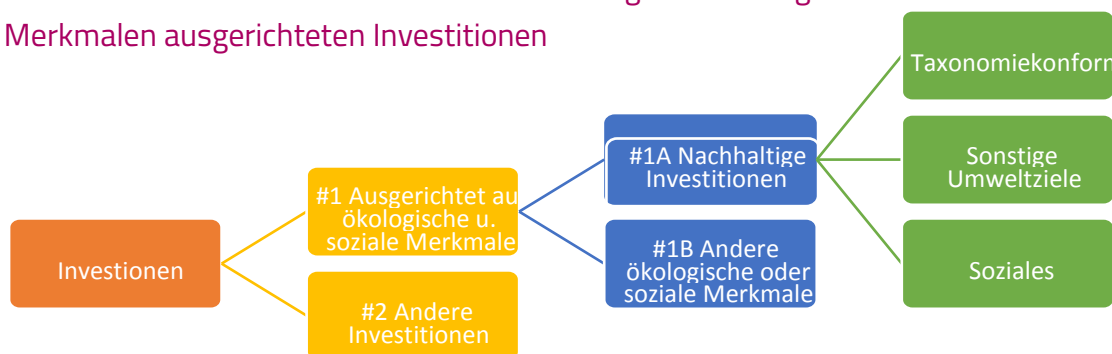 Merkmalen ausgerichteten Investitionen
Investionen
#1 Ausgerichtet au
ökologische u.
soziale Merkmale
#2 Andere
Investitionen
#1A Nachhaltige
Investitionen
#1B Andere
ökologische oder
soziale Merkmale
Taxonomiekonform
Sonstige
Umweltziele
Soziales